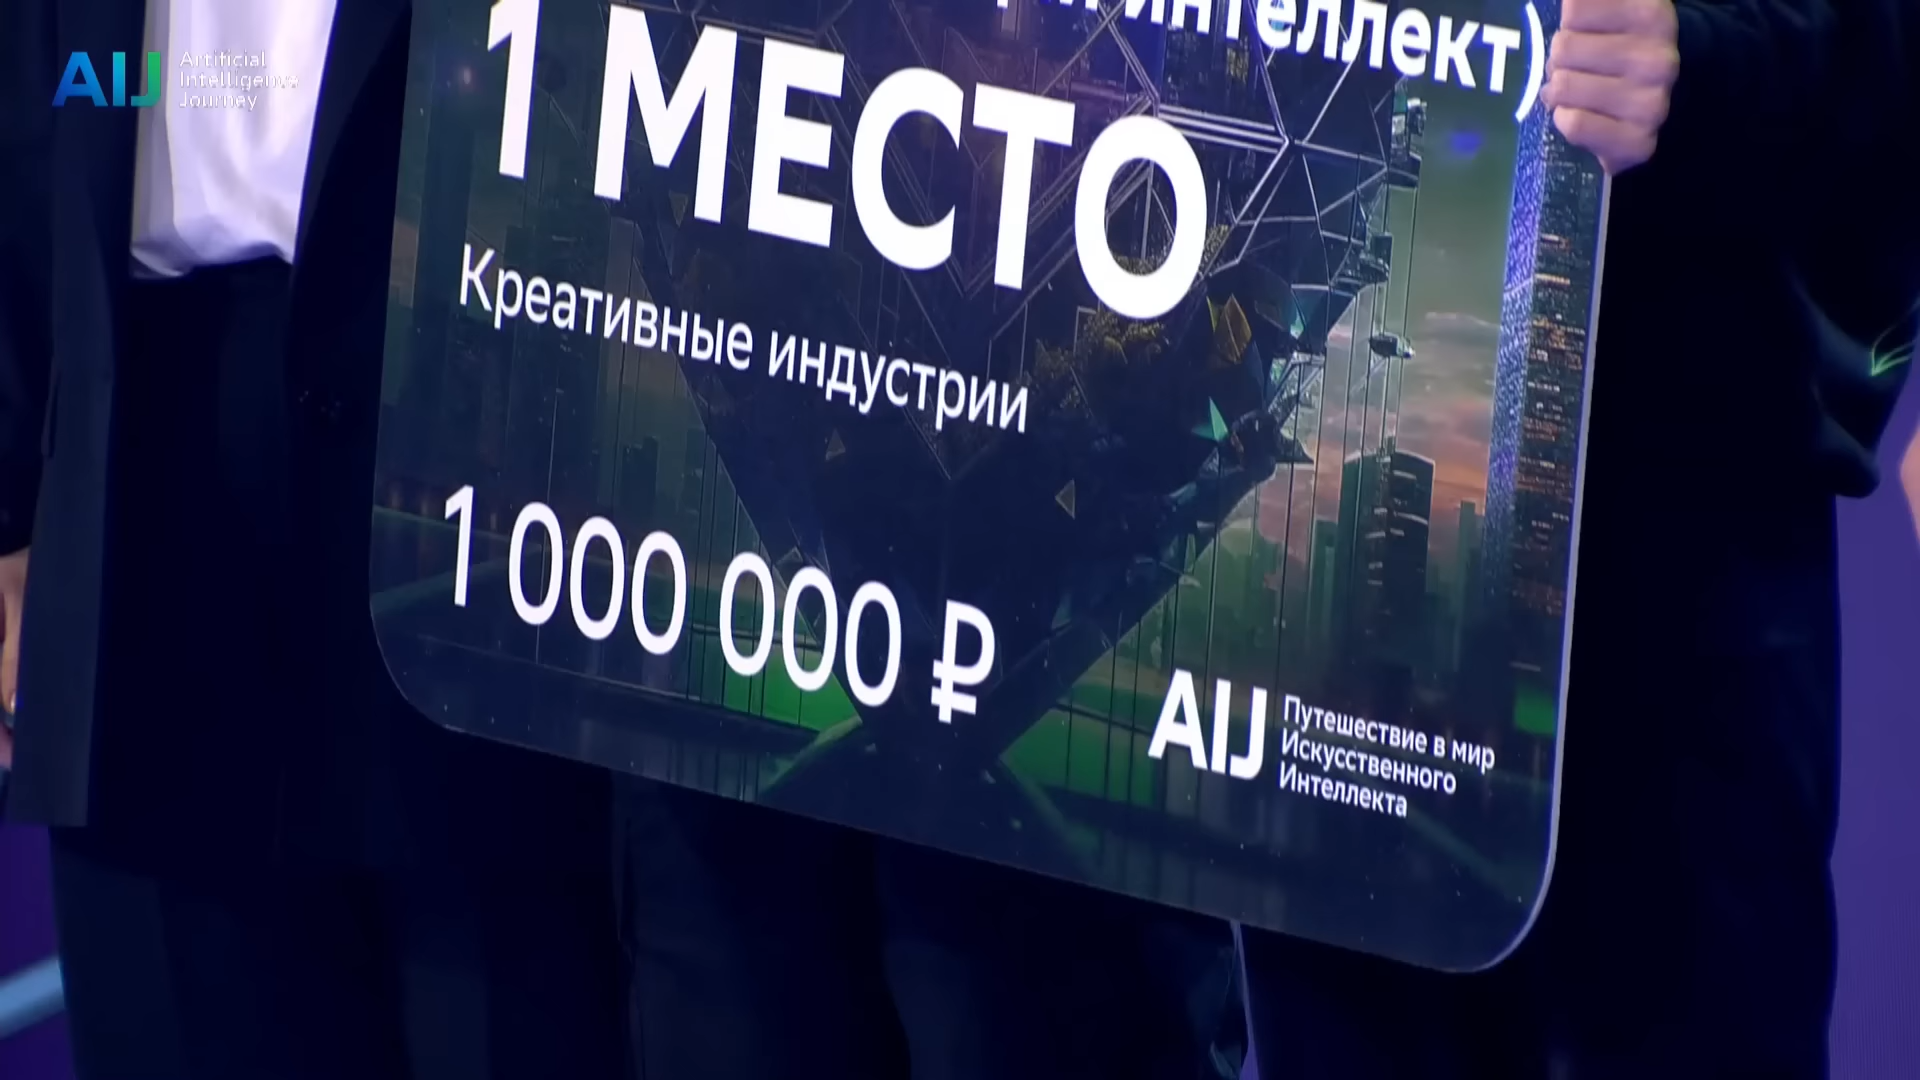 AIJ
Artificial
Intelligence
Journey
интеллект)
1 МЕСТО
Креативные индустрии
1 000 000 ₽
AIJ
Путешествие в мир
Искусственного
Интеллекта